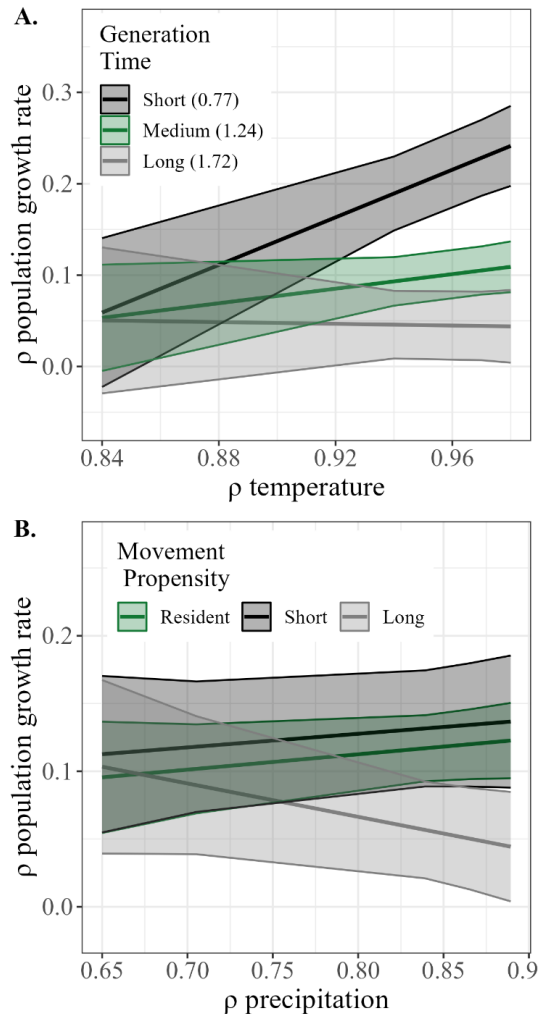 A.
Generation
Time
Short (0.77)
Medium (1.24)
Long (1.72)
ρ population growth rate
0.3
0.2
0.1
0.0
0.84 0.88 0.92 0.96
ρ temperature
B.
Movement
Propensity
Resident Short Long
ρ population growth rate
0.2
0.1
0.0
0.65 0.70 0.75 0.80 0.85 0.9
ρ precipitation